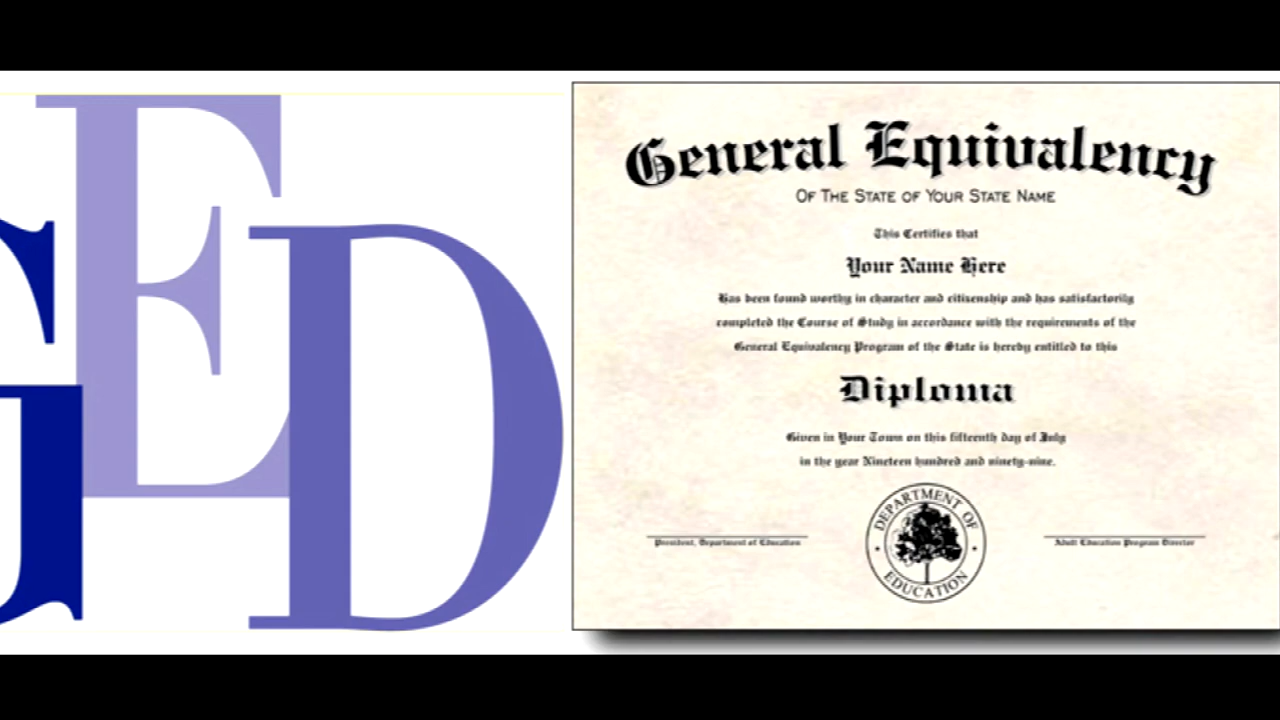 GED
General Equivalency
OF THE STATE OF YOUR STATE NAME
This Certifies that
Your Name Here
Has been found worthy in character and citizenship and has satisfactorily
completed the Course of Study in accordance with the requirements of the
General Equivalency Program of the State is hereby entitled to this
Diploma
Given in Your Town on this fifteenth day of July
in the year Nineteen hundred and ninety-nine.
DEPARTMENT OF
EDUCATION
President, Department of Education
Adult Education Program Director